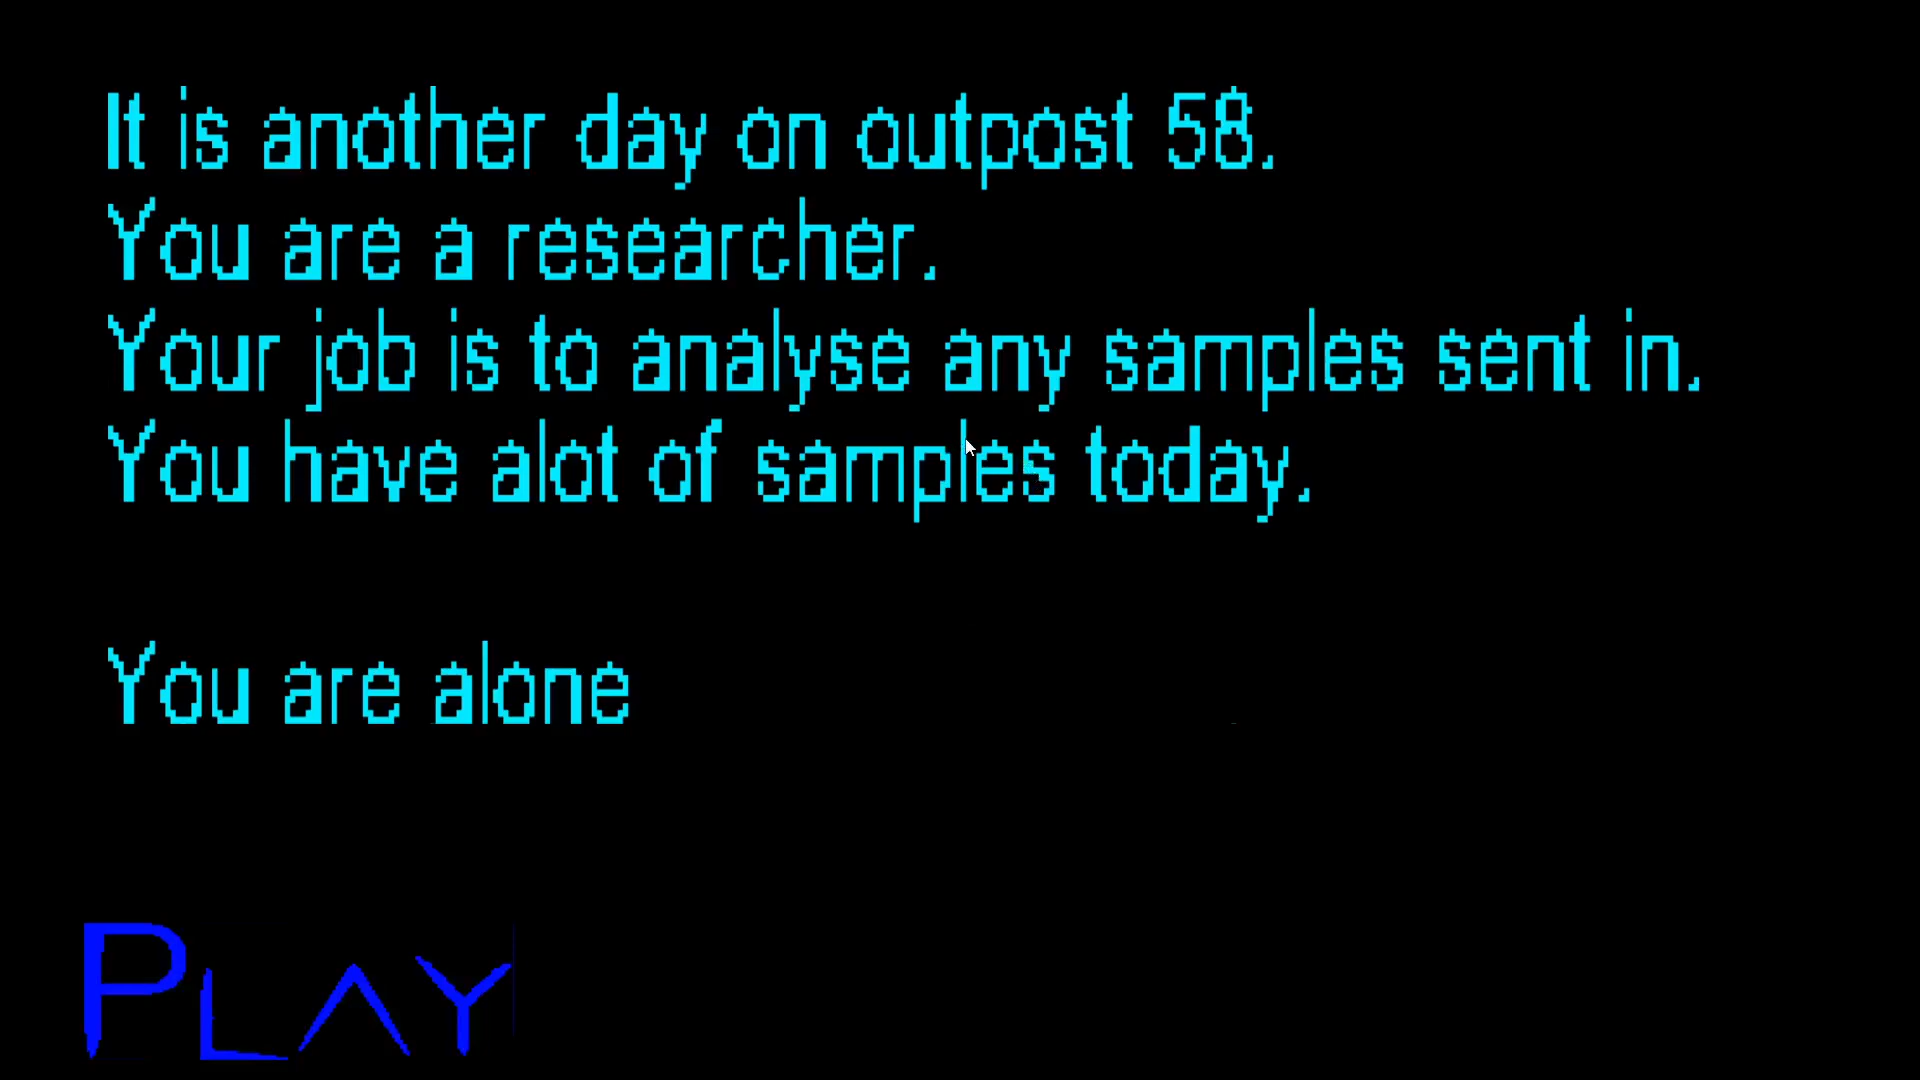 It is another day on outpost 58.
You are a researcher.
Your job is to analyse any samples sent in.
You have alot of samples today.
You are alone
PLAY